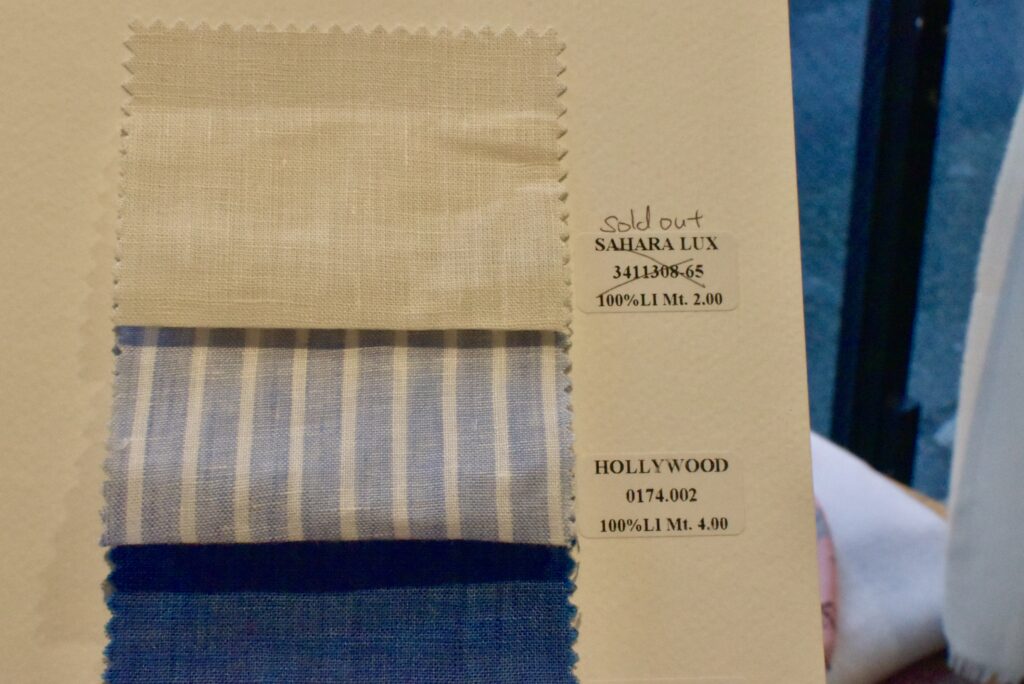 sold out
SAHARA LUX
3411308-65
100%LI Mt. 2.00
HOLLYWOOD
0174.002
100%LI Mt. 4.00